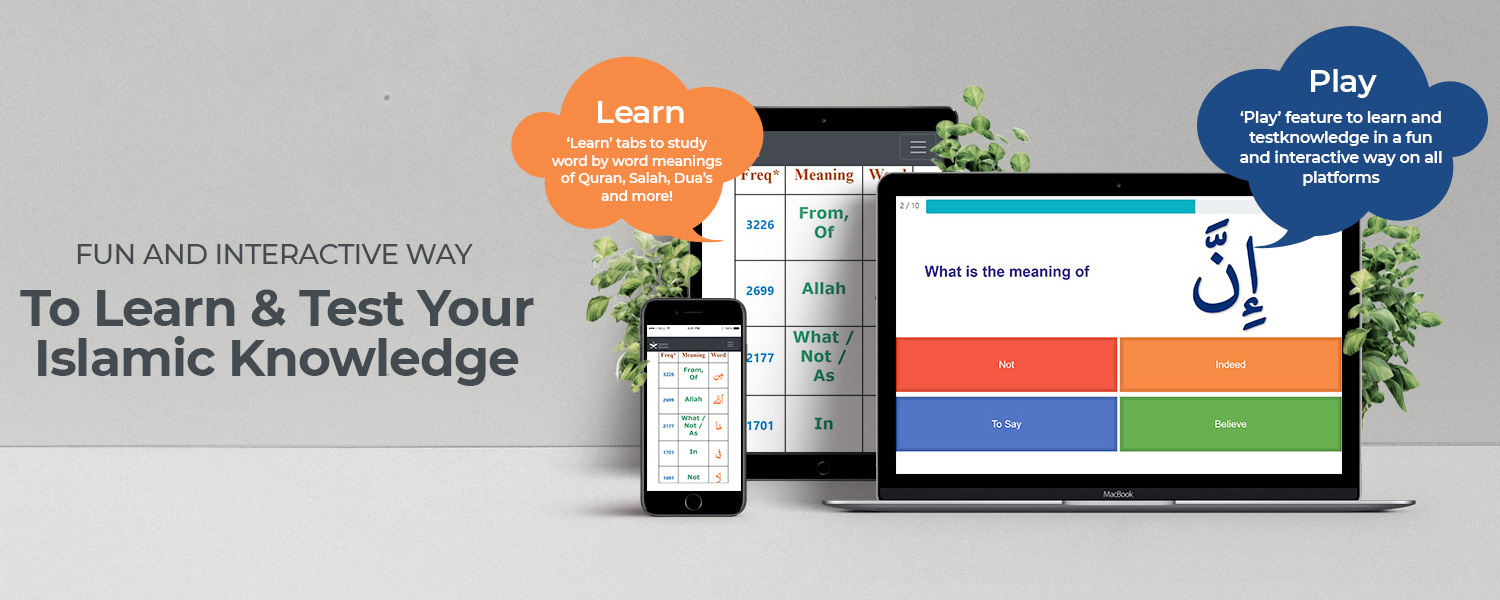 FUN AND INTERACTIVE WAY
To Learn & Test Your
Islamic Knowledge
Learn
‘Learn’ tabs to study
word by word meanings
of Quran, Salah, Dua’s
and more!
Play
‘Play’ feature to learn and
testknowledge in a fun
and interactive way on all
platforms
Freq* Meaning
3226 From,
Of
2699 Allah
2177 What /
Not /
As
1701 In
Freq* Meaning Word
3226 From,
Of مِن
2699 Allah اللَّه
2177 What /
Not /
As مَا
1701 In فِى
Not لَا
2 / 10
What is the meaning of إِنَّ
Not Indeed
To Say Believe
MacBook